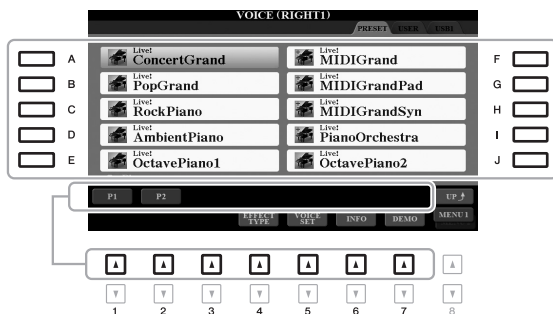 VOICE (RIGHT1)
PRESET USER USB1
A Live! ConcertGrand Live! MIDIGrand F
B Live! PopGrand Live! MIDIGrandPad G
C Live! RockPiano Live! MIDIGrandSyn H
D Live! AmbientPiano Live! PianoOrchestra I
E Live! OctavePiano1 Live! OctavePiano2 J
P1 P2 UP
EFFECT TYPE VOICE SET INFO DEMO MENU 1
1 2 3 4 5 6 7 8